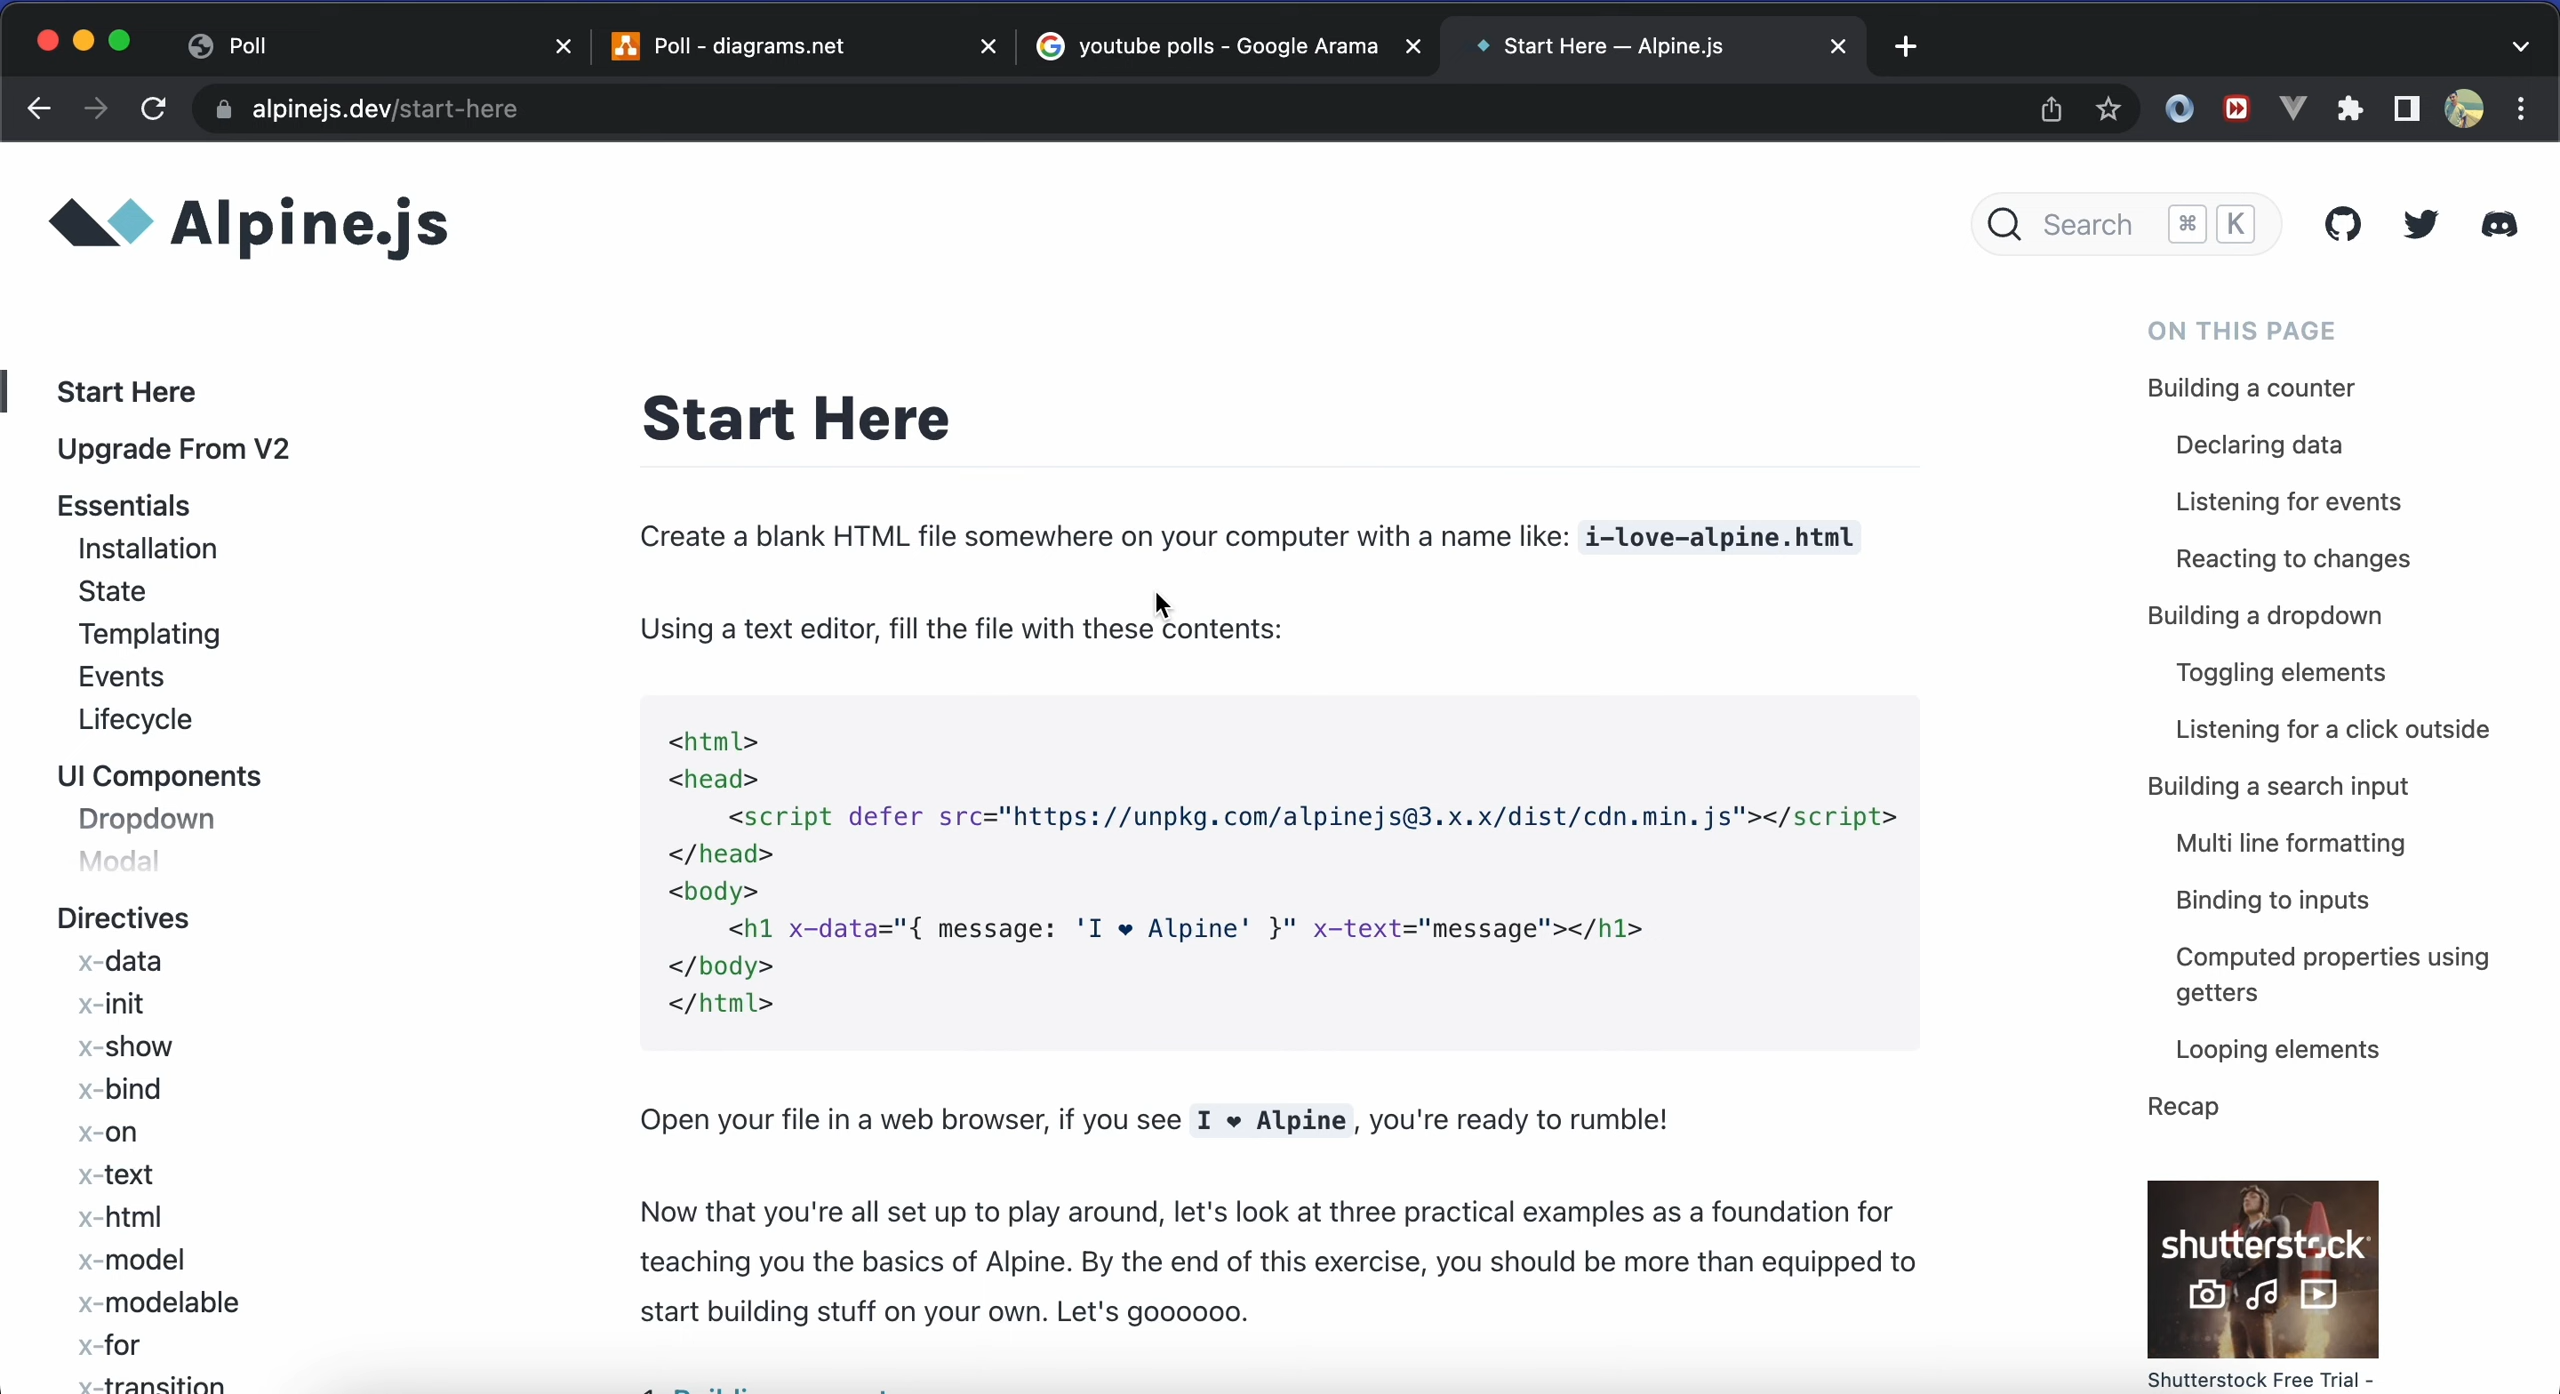 Poll
Poll - diagrams.net
youtube polls - Google Arama
Start Here — Alpine.js
alpinejs.dev/start-here
Alpine.js
Search ⌘ K
Start Here
Upgrade From V2
Essentials
Installation
State
Templating
Events
Lifecycle
UI Components
Dropdown
Modal
Directives
x-data
x-init
x-show
x-bind
x-on
x-text
x-html
x-model
x-modelable
x-for
x-transition
Start Here
Create a blank HTML file somewhere on your computer with a name like: i-love-alpine.html
Using a text editor, fill the file with these contents:
<html>
<head>
    <script defer src="https://unpkg.com/alpinejs@3.x.x/dist/cdn.min.js"></script>
</head>
<body>
    <h1 x-data="{ message: 'I ❤ Alpine' }" x-text="message"></h1>
</body>
</html>
Open your file in a web browser, if you see I ❤ Alpine, you're ready to rumble!
Now that you're all set up to play around, let's look at three practical examples as a foundation for
teaching you the basics of Alpine. By the end of this exercise, you should be more than equipped to
start building stuff on your own. Let's goooooo.
ON THIS PAGE
Building a counter
Declaring data
Listening for events
Reacting to changes
Building a dropdown
Toggling elements
Listening for a click outside
Building a search input
Multi line formatting
Binding to inputs
Computed properties using
getters
Looping elements
Recap
shutterstock
Shutterstock Free Trial -